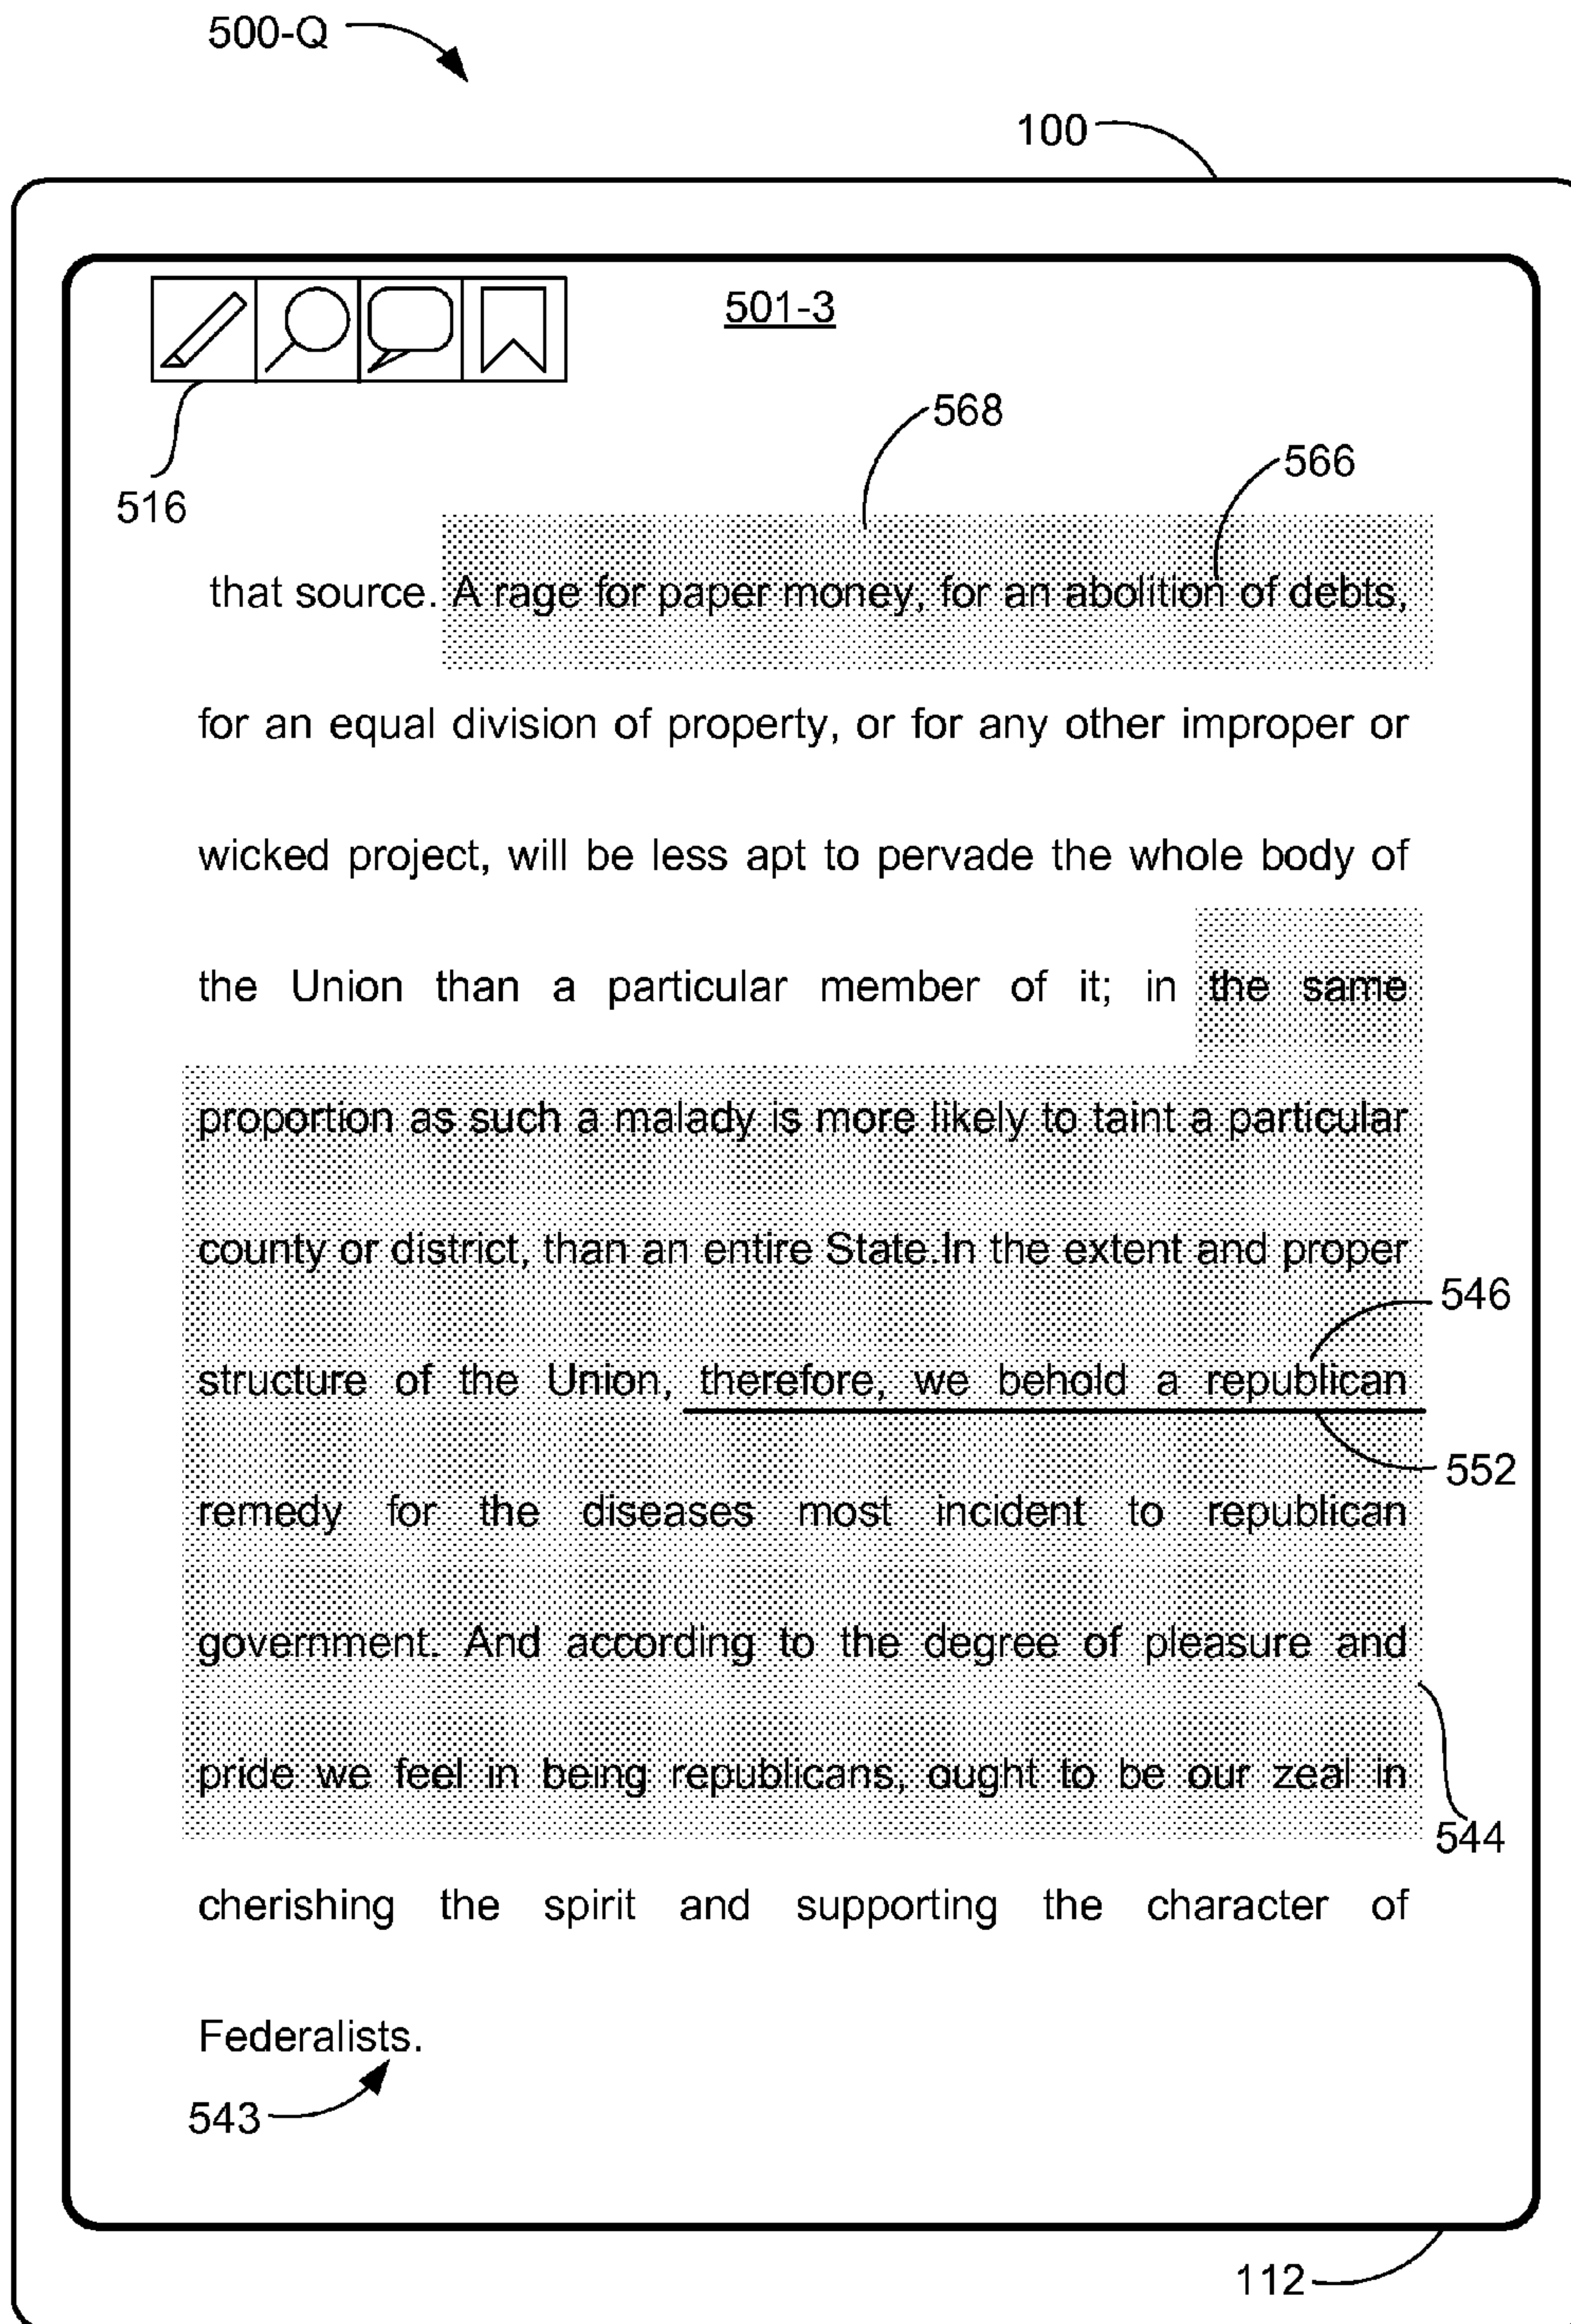 500-Q
100
501-3
568
566
516
that source. A rage for paper money, for an abolition of debts,
for an equal division of property, or for any other improper or
wicked project, will be less apt to pervade the whole body of
the Union than a particular member of it; in the same
proportion as such a malady is more likely to taint a particular
county or district, than an entire State.In the extent and proper
546
structure of the Union, therefore, we behold a republican
552
remedy for the diseases most incident to republican
government. And according to the degree of pleasure and
pride we feel in being republicans, ought to be our zeal in
544
cherishing the spirit and supporting the character of
Federalists.
543
112